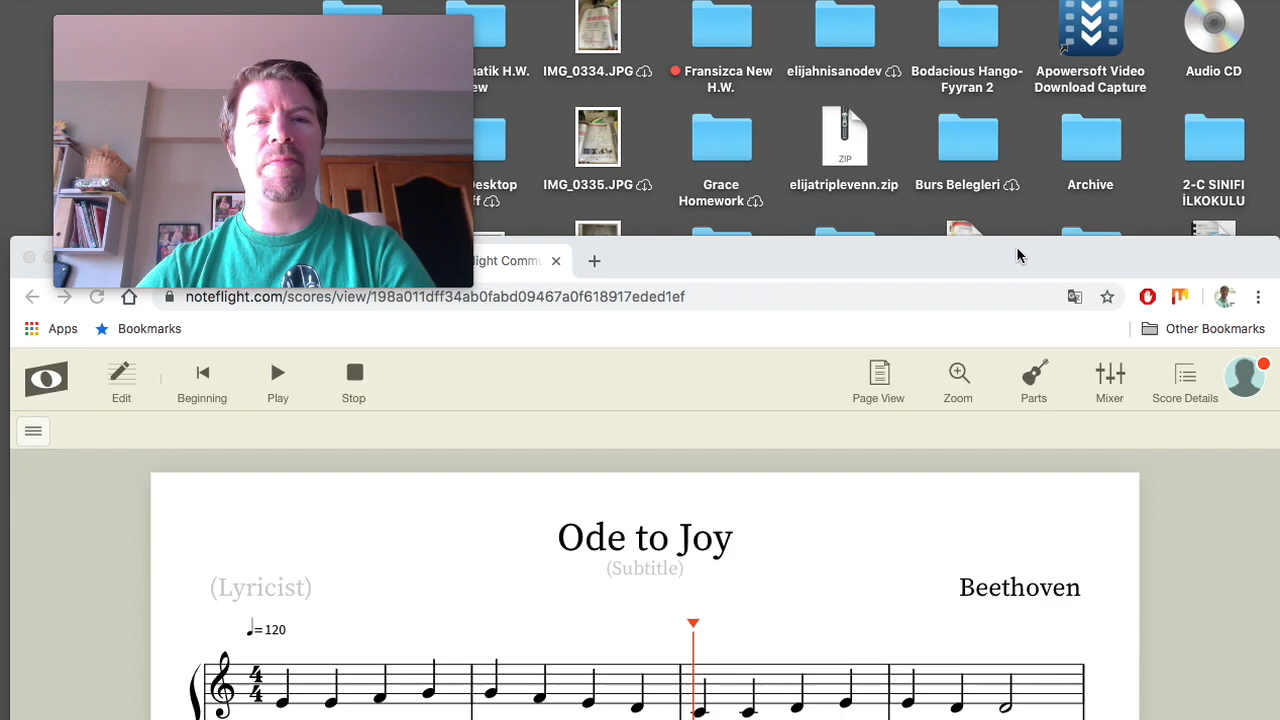 matik H.W.
ew
IMG_0334.JPG
Fransizca New
H.W.
elijahnisanodev
Bodacious Hango-
Fyyran 2
Apowersoft Video
Download Capture
Audio CD
esktop
ff
IMG_0335.JPG
Grace
Homework
ZIP
elijatriplevenn.zip
Burs Belegleri
Archive
2-C SINIFI
İLKOKULU
light Commu
noteflight.com/scores/view/198a011dff34ab0fabd09467a0f618917eded1ef
Apps
Bookmarks
Other Bookmarks
Edit
Beginning
Play
Stop
Page View
Zoom
Parts
Mixer
Score Details
Ode to Joy
(Subtitle)
(Lyricist)
Beethoven
= 120
4
4